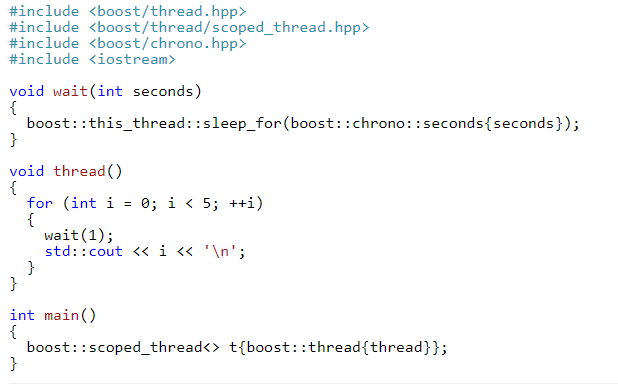 #include <boost/thread.hpp>
#include <boost/thread/scoped_thread.hpp>
#include <boost/chrono.hpp>
#include <iostream>

void wait(int seconds)
{
  boost::this_thread::sleep_for(boost::chrono::seconds{seconds});
}

void thread()
{
  for (int i = 0; i < 5; ++i)
  {
    wait(1);
    std::cout << i << '\n';
  }
}

int main()
{
  boost::scoped_thread<> t{boost::thread{thread}};
}